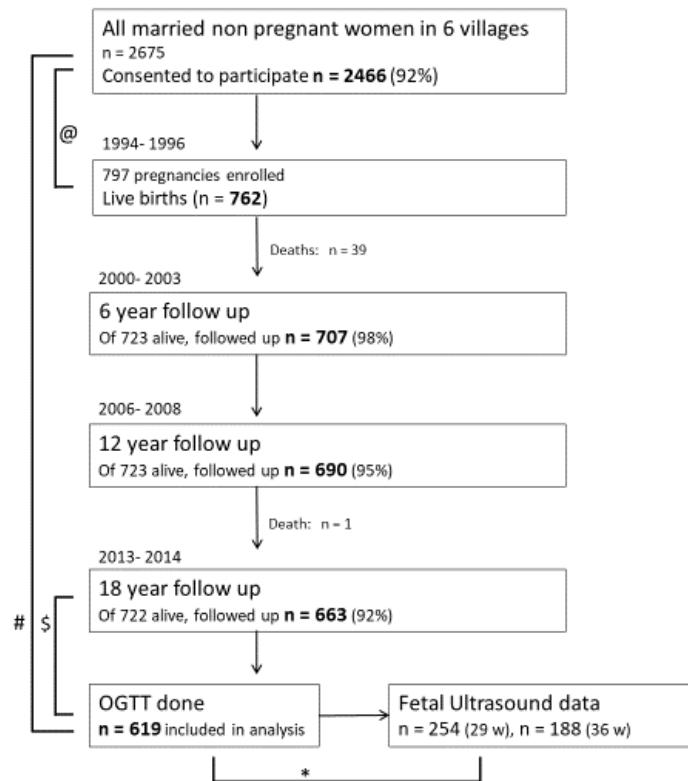 All married non pregnant women in 6 villages
n = 2675
Consented to participate n = 2466 (92%)
@
1994- 1996
797 pregnancies enrolled
Live births (n = 762)
Deaths: n = 39
2000- 2003
6 year follow up
Of 723 alive, followed up n = 707 (98%)
2006- 2008
12 year follow up
Of 723 alive, followed up n = 690 (95%)
Death: n = 1
2013- 2014
18 year follow up
Of 722 alive, followed up n = 663 (92%)
# $
OGTT done
n = 619 included in analysis
Fetal Ultrasound data
n = 254 (29 w), n = 188 (36 w)
*